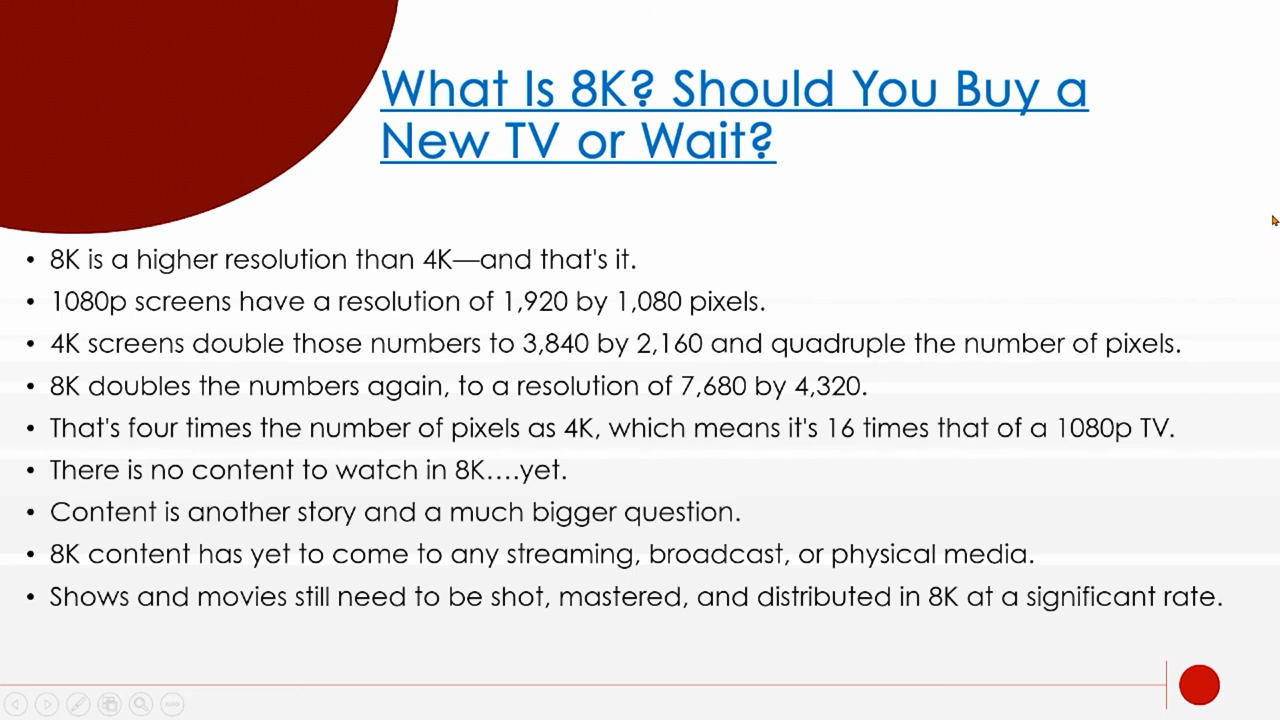 What Is 8K? Should You Buy a
New TV or Wait?
• 8K is a higher resolution than 4K—and that's it.
• 1080p screens have a resolution of 1,920 by 1,080 pixels.
• 4K screens double those numbers to 3,840 by 2,160 and quadruple the number of pixels.
• 8K doubles the numbers again, to a resolution of 7,680 by 4,320.
• That's four times the number of pixels as 4K, which means it's 16 times that of a 1080p TV.
• There is no content to watch in 8K....yet.
• Content is another story and a much bigger question.
• 8K content has yet to come to any streaming, broadcast, or physical media.
• Shows and movies still need to be shot, mastered, and distributed in 8K at a significant rate.